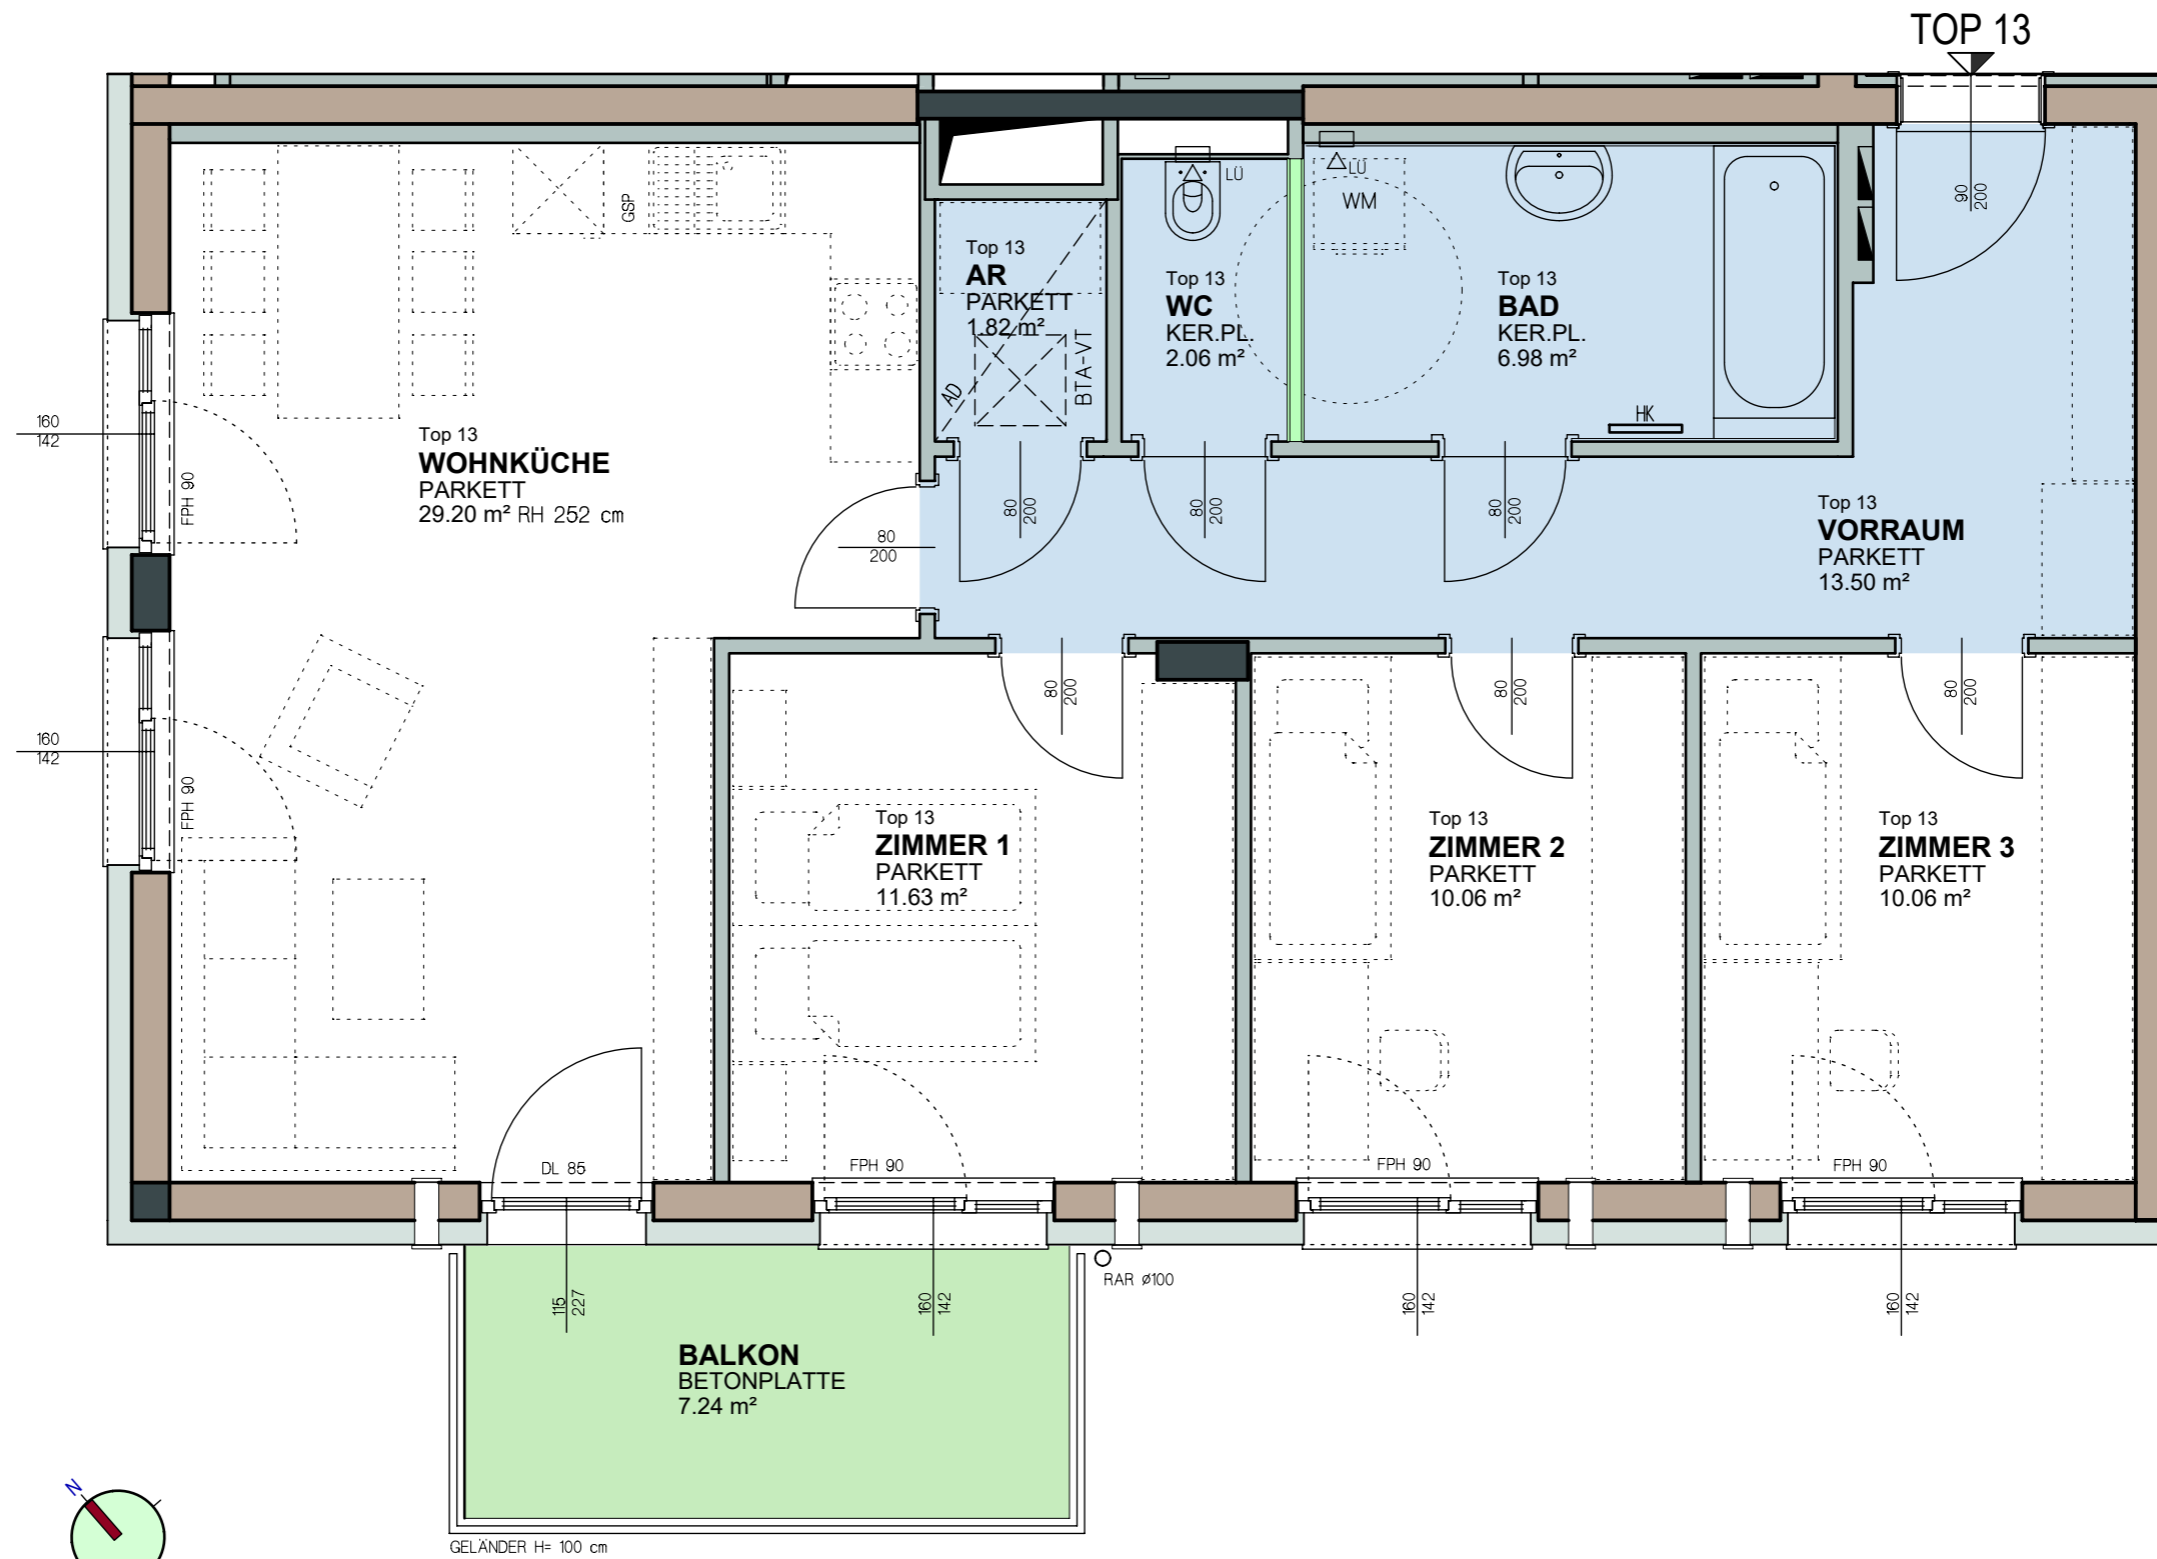 TOP 13
90
200
GSP
LÜ
LÜ
WM
Top 13
AR
PARKETT
1.82 m²
AD
BTA-VT
Top 13
WC
KER.PL.
2.06 m²
Top 13
BAD
KER.PL.
6.98 m²
HK
160
142
FPH 90
Top 13
WOHNKÜCHE
PARKETT
29.20 m² RH 252 cm
80
200
80
200
80
200
80
200
Top 13
VORRAUM
PARKETT
13.50 m²
80
200
80
200
80
200
160
142
FPH 90
Top 13
ZIMMER 1
PARKETT
11.63 m²
Top 13
ZIMMER 2
PARKETT
10.06 m²
Top 13
ZIMMER 3
PARKETT
10.06 m²
DL 85
FPH 90
FPH 90
FPH 90
115
227
160
142
RAR ø100
160
142
160
142
BALKON
BETONPLATTE
7.24 m²
N
GELÄNDER H= 100 cm